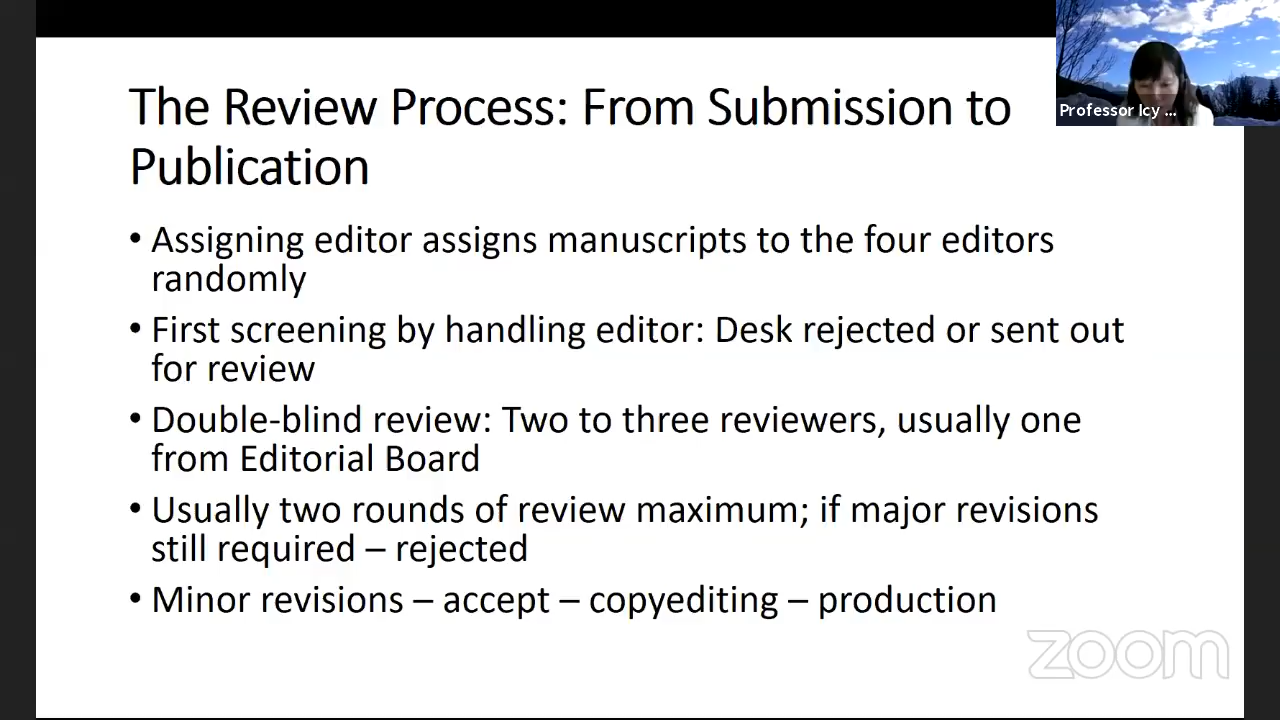 The Review Process: From Submission to
Publication
Professor Icy ...
• Assigning editor assigns manuscripts to the four editors
randomly
• First screening by handling editor: Desk rejected or sent out
for review
• Double-blind review: Two to three reviewers, usually one
from Editorial Board
• Usually two rounds of review maximum; if major revisions
still required – rejected
• Minor revisions – accept – copyediting – production
zoom